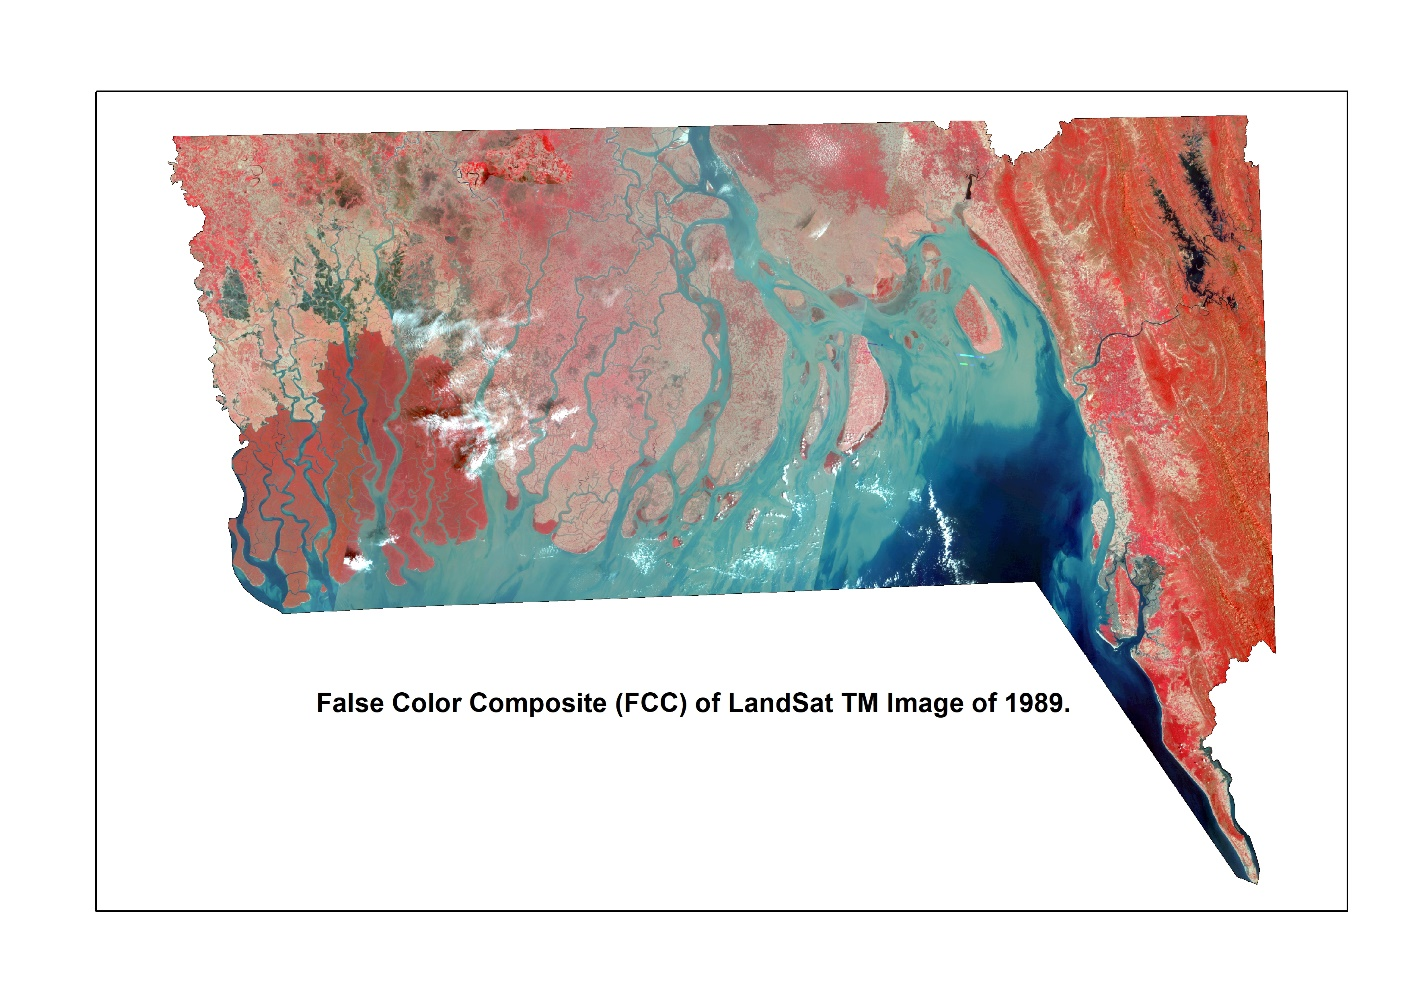 False Color Composite (FCC) of LandSat TM Image of 1989.